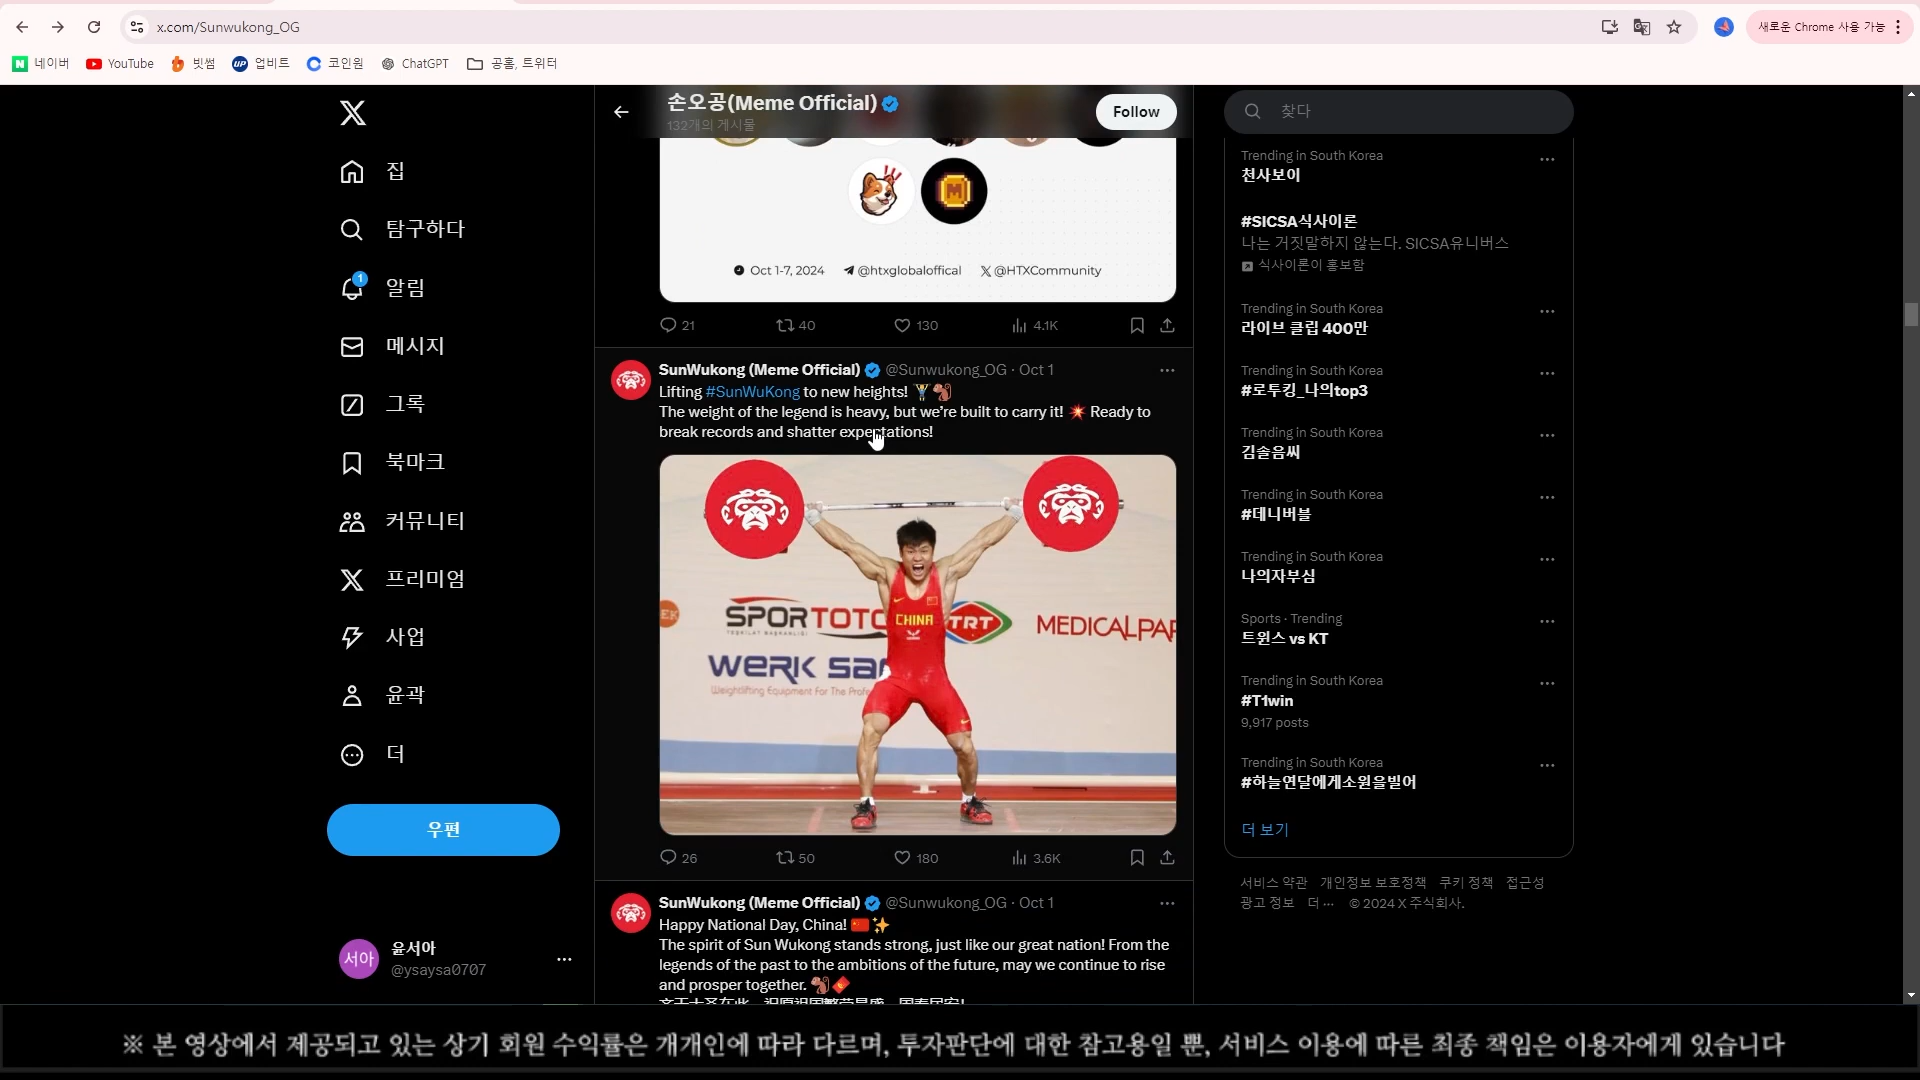 x.com/Sunwukong_OG
새로운 Chrome 사용 가능
네이버
YouTube
빗썸
업비트
코인원
ChatGPT
공홈, 트위터
집
탐구하다
1
알림
메시지
그록
북마크
커뮤니티
프리미엄
사업
윤곽
더
우편
서아
윤서아
@ysaysa0707
손오공(Meme Official)
132개의 게시물
Follow
Oct 1-7, 2024
@htxglobaloffical
@HTXCommunity
21
40
130
4.1K
SunWukong (Meme Official) @Sunwukong_OG · Oct 1
Lifting #SunWuKong to new heights!
The weight of the legend is heavy, but we're built to carry it! Ready to
break records and shatter expectations!
SPORTOTO
TRT
MEDICALPAR
CHINA
WERK SA
Weightlifting Equipment For The Profe
26
50
180
3.6K
SunWukong (Meme Official) @Sunwukong_OG · Oct 1
Happy National Day, China!
The spirit of Sun Wukong stands strong, just like our great nation! From the
legends of the past to the ambitions of the future, may we continue to rise
and prosper together.
찾다
Trending in South Korea
천사보이
#SICSA식사이론
나는 거짓말하지 않는다. SICSA유니버스
식사이론이 홍보함
Trending in South Korea
라이브 클립 400만
Trending in South Korea
#로투킹_나의top3
Trending in South Korea
김솔음씨
Trending in South Korea
#데니버블
Trending in South Korea
나의자부심
Sports · Trending
트윈스 vs KT
Trending in South Korea
#T1win
9,917 posts
Trending in South Korea
#하늘연달에게소원을빌어
더 보기
서비스 약관 개인정보 보호정책 쿠키 정책 접근성
광고 정보 더 ··· © 2024 X 주식회사.
※ 본 영상에서 제공되고 있는 상기 회원 수익률은 개개인에 따라 다르며, 투자판단에 대한 참고용일 뿐, 서비스 이용에 따른 최종 책임은 이용자에게 있습니다